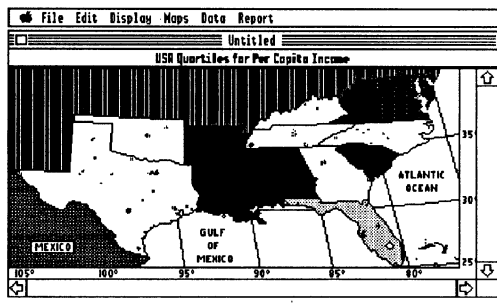 File Edit Display Maps Data Report
Untitled
USA Quartiles for Per Capita Income
35
ATLANTIC
OCEAN
30
GULF
OF
MEXICO
MEXICO
25
105° 100° 95° 90° 85° 80°